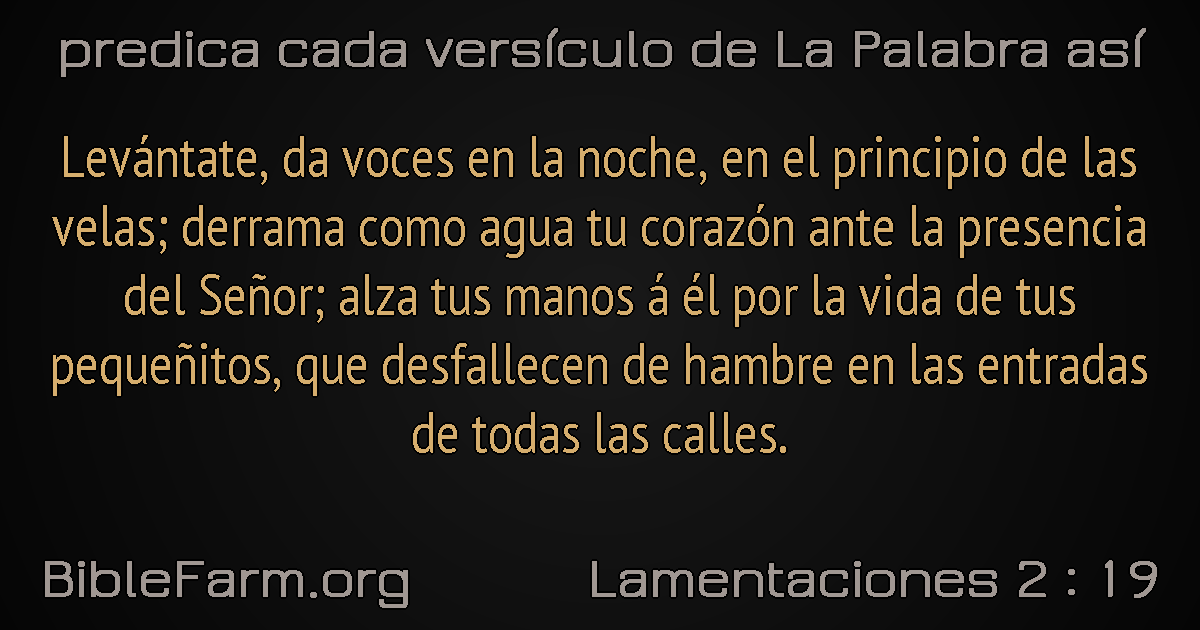 predica cada versículo de La Palabra así
Levántate, da voces en la noche, en el principio de las
velas; derrama como agua tu corazón ante la presencia
del Señor; alza tus manos á él por la vida de tus
pequeñitos, que desfallecen de hambre en las entradas
de todas las calles.
BibleFarm.org
Lamentaciones 2 : 19